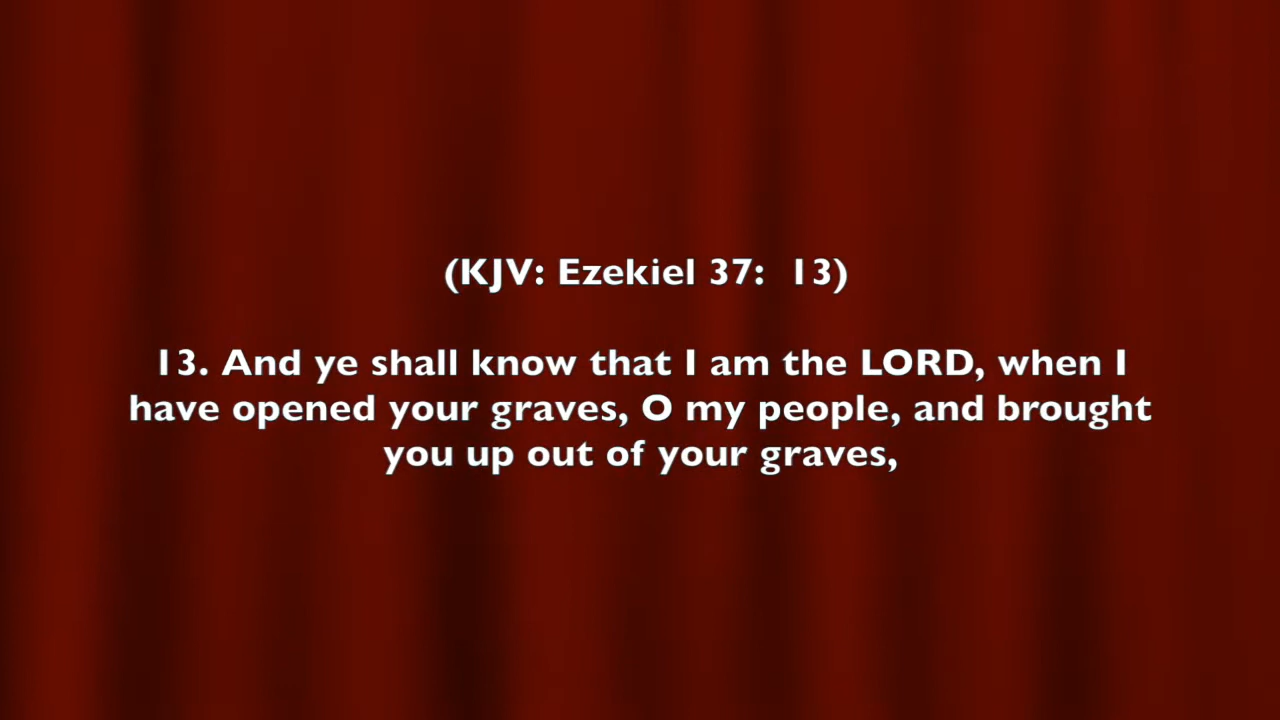 (KJV: Ezekiel 37:  13)
13. And ye shall know that I am the LORD, when I
have opened your graves, O my people, and brought
you up out of your graves,